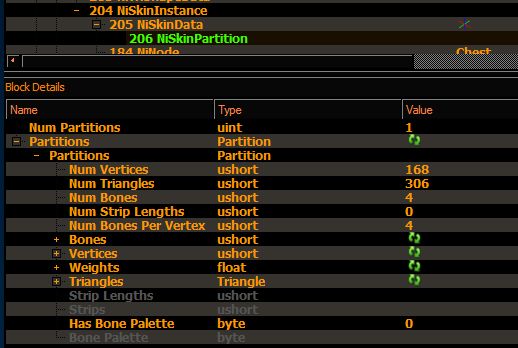 204 NiSkinInstance
205 NiSkinData
206 NiSkinPartition
184 NiNode Chest
Block Details
Name Type Value
Num Partitions uint 1
Partitions Partition
Partitions Partition
Num Vertices ushort 168
Num Triangles ushort 306
Num Bones ushort 4
Num Strip Lengths ushort 0
Num Bones Per Vertex ushort 4
Bones ushort
Vertices ushort
Weights float
Triangles Triangle
Strip Lengths ushort
Strips ushort
Has Bone Palette byte 0
Bone Palette byte